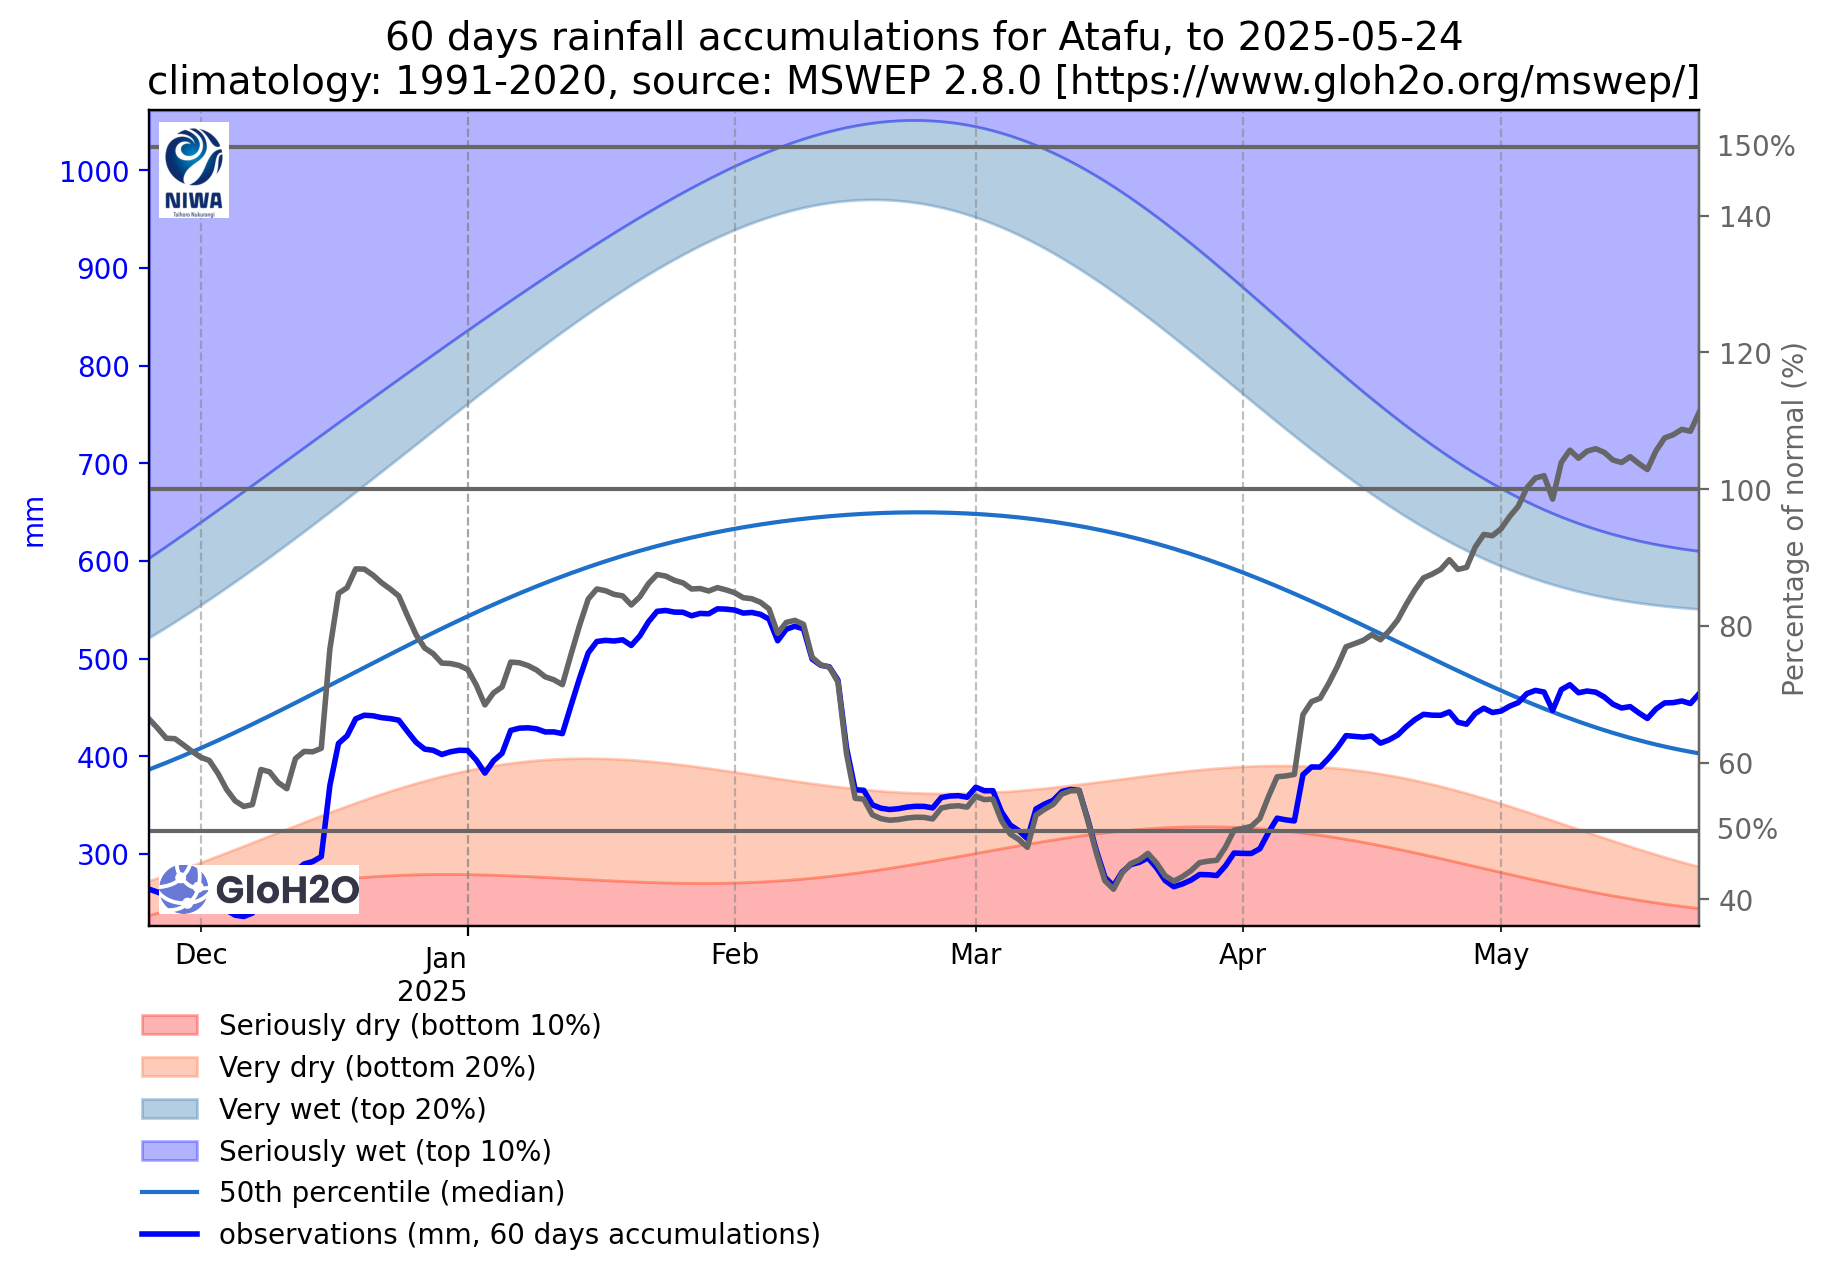 60 days rainfall accumulations for Atafu, to 2025-05-24
climatology: 1991-2020, source: MSWEP 2.8.0 [https://www.gloh2o.org/mswep/]
NIWA
Taihoro Nukurangi
1000
900
800
700
600
500
400
300
mm
150%
140
120
100
80
60
50%
40
Percentage of normal (%)
GloH2O
Dec
Jan
2025
Feb
Mar
Apr
May
Seriously dry (bottom 10%)
Very dry (bottom 20%)
Very wet (top 20%)
Seriously wet (top 10%)
50th percentile (median)
observations (mm, 60 days accumulations)